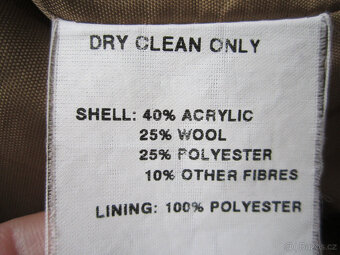 DRY CLEAN ONLY
SHELL: 40% ACRYLIC
25% WOOL
25% POLYESTER
10% OTHER FIBRES
LINING: 100% POLYESTER